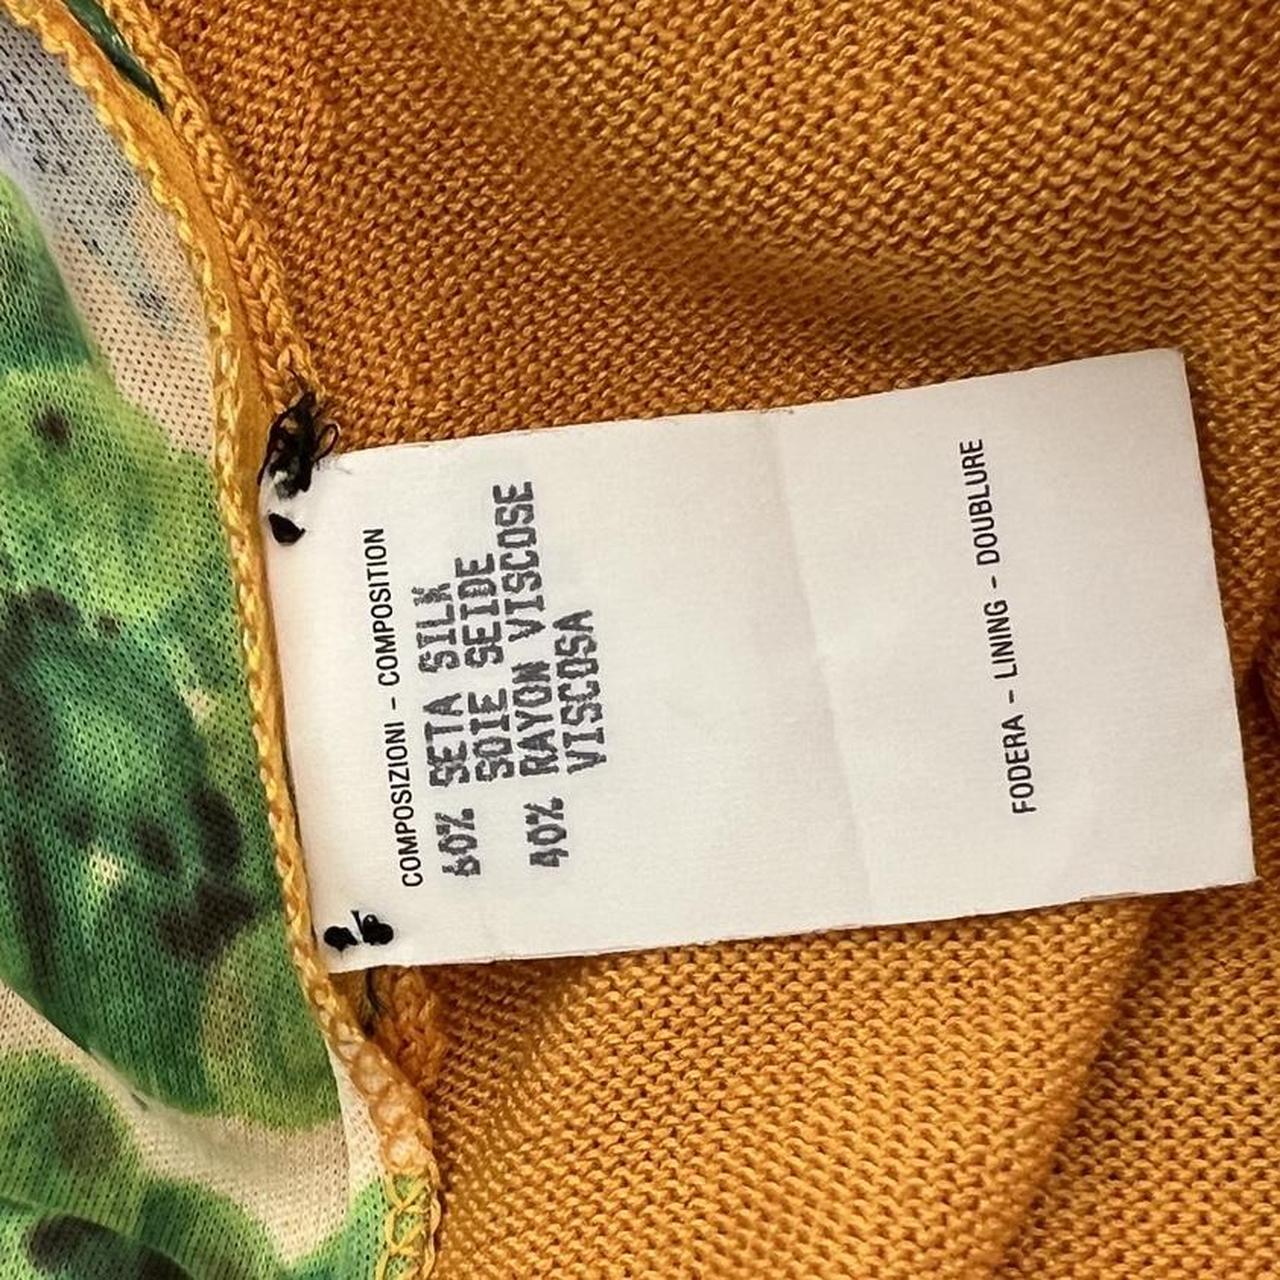 COMPOSIZIONI - COMPOSITION
60% SETA SILK
SOIE SEIDE
40% RAYON VISCOSE
VISCOSA
FODERA - LINING - DOUBLURE